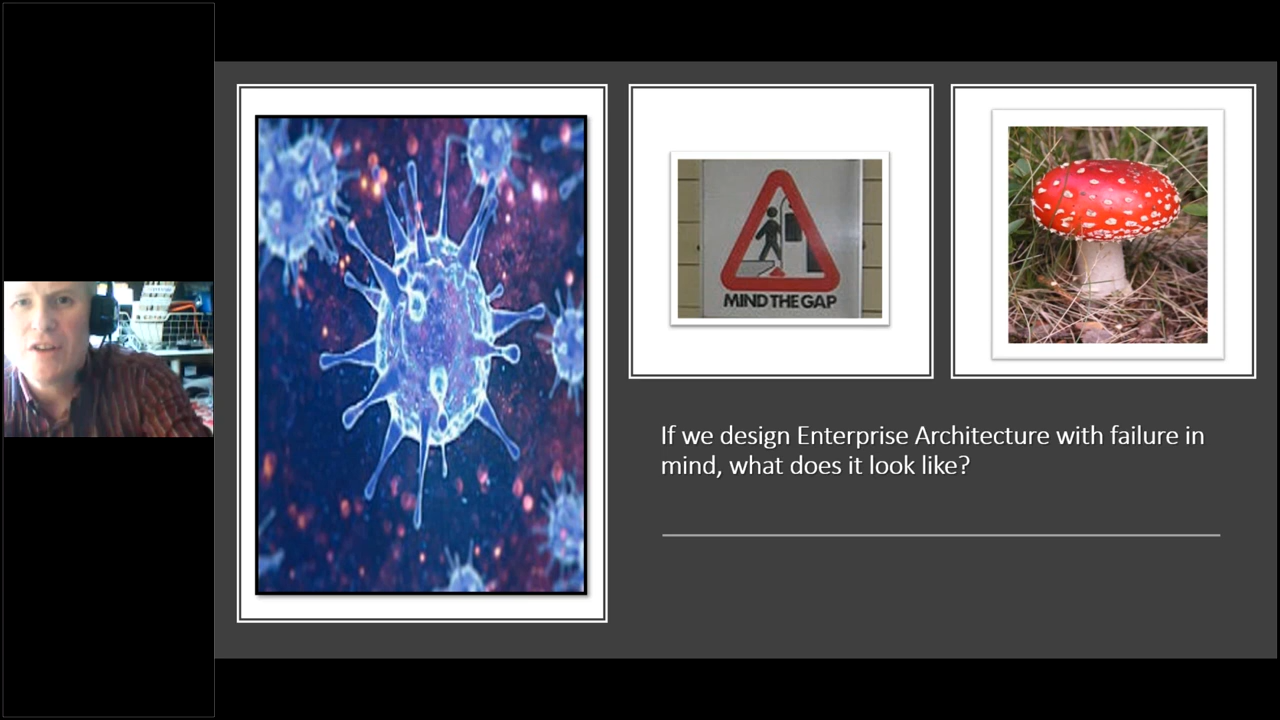 MIND THE GAP
If we design Enterprise Architecture with failure in
mind, what does it look like?